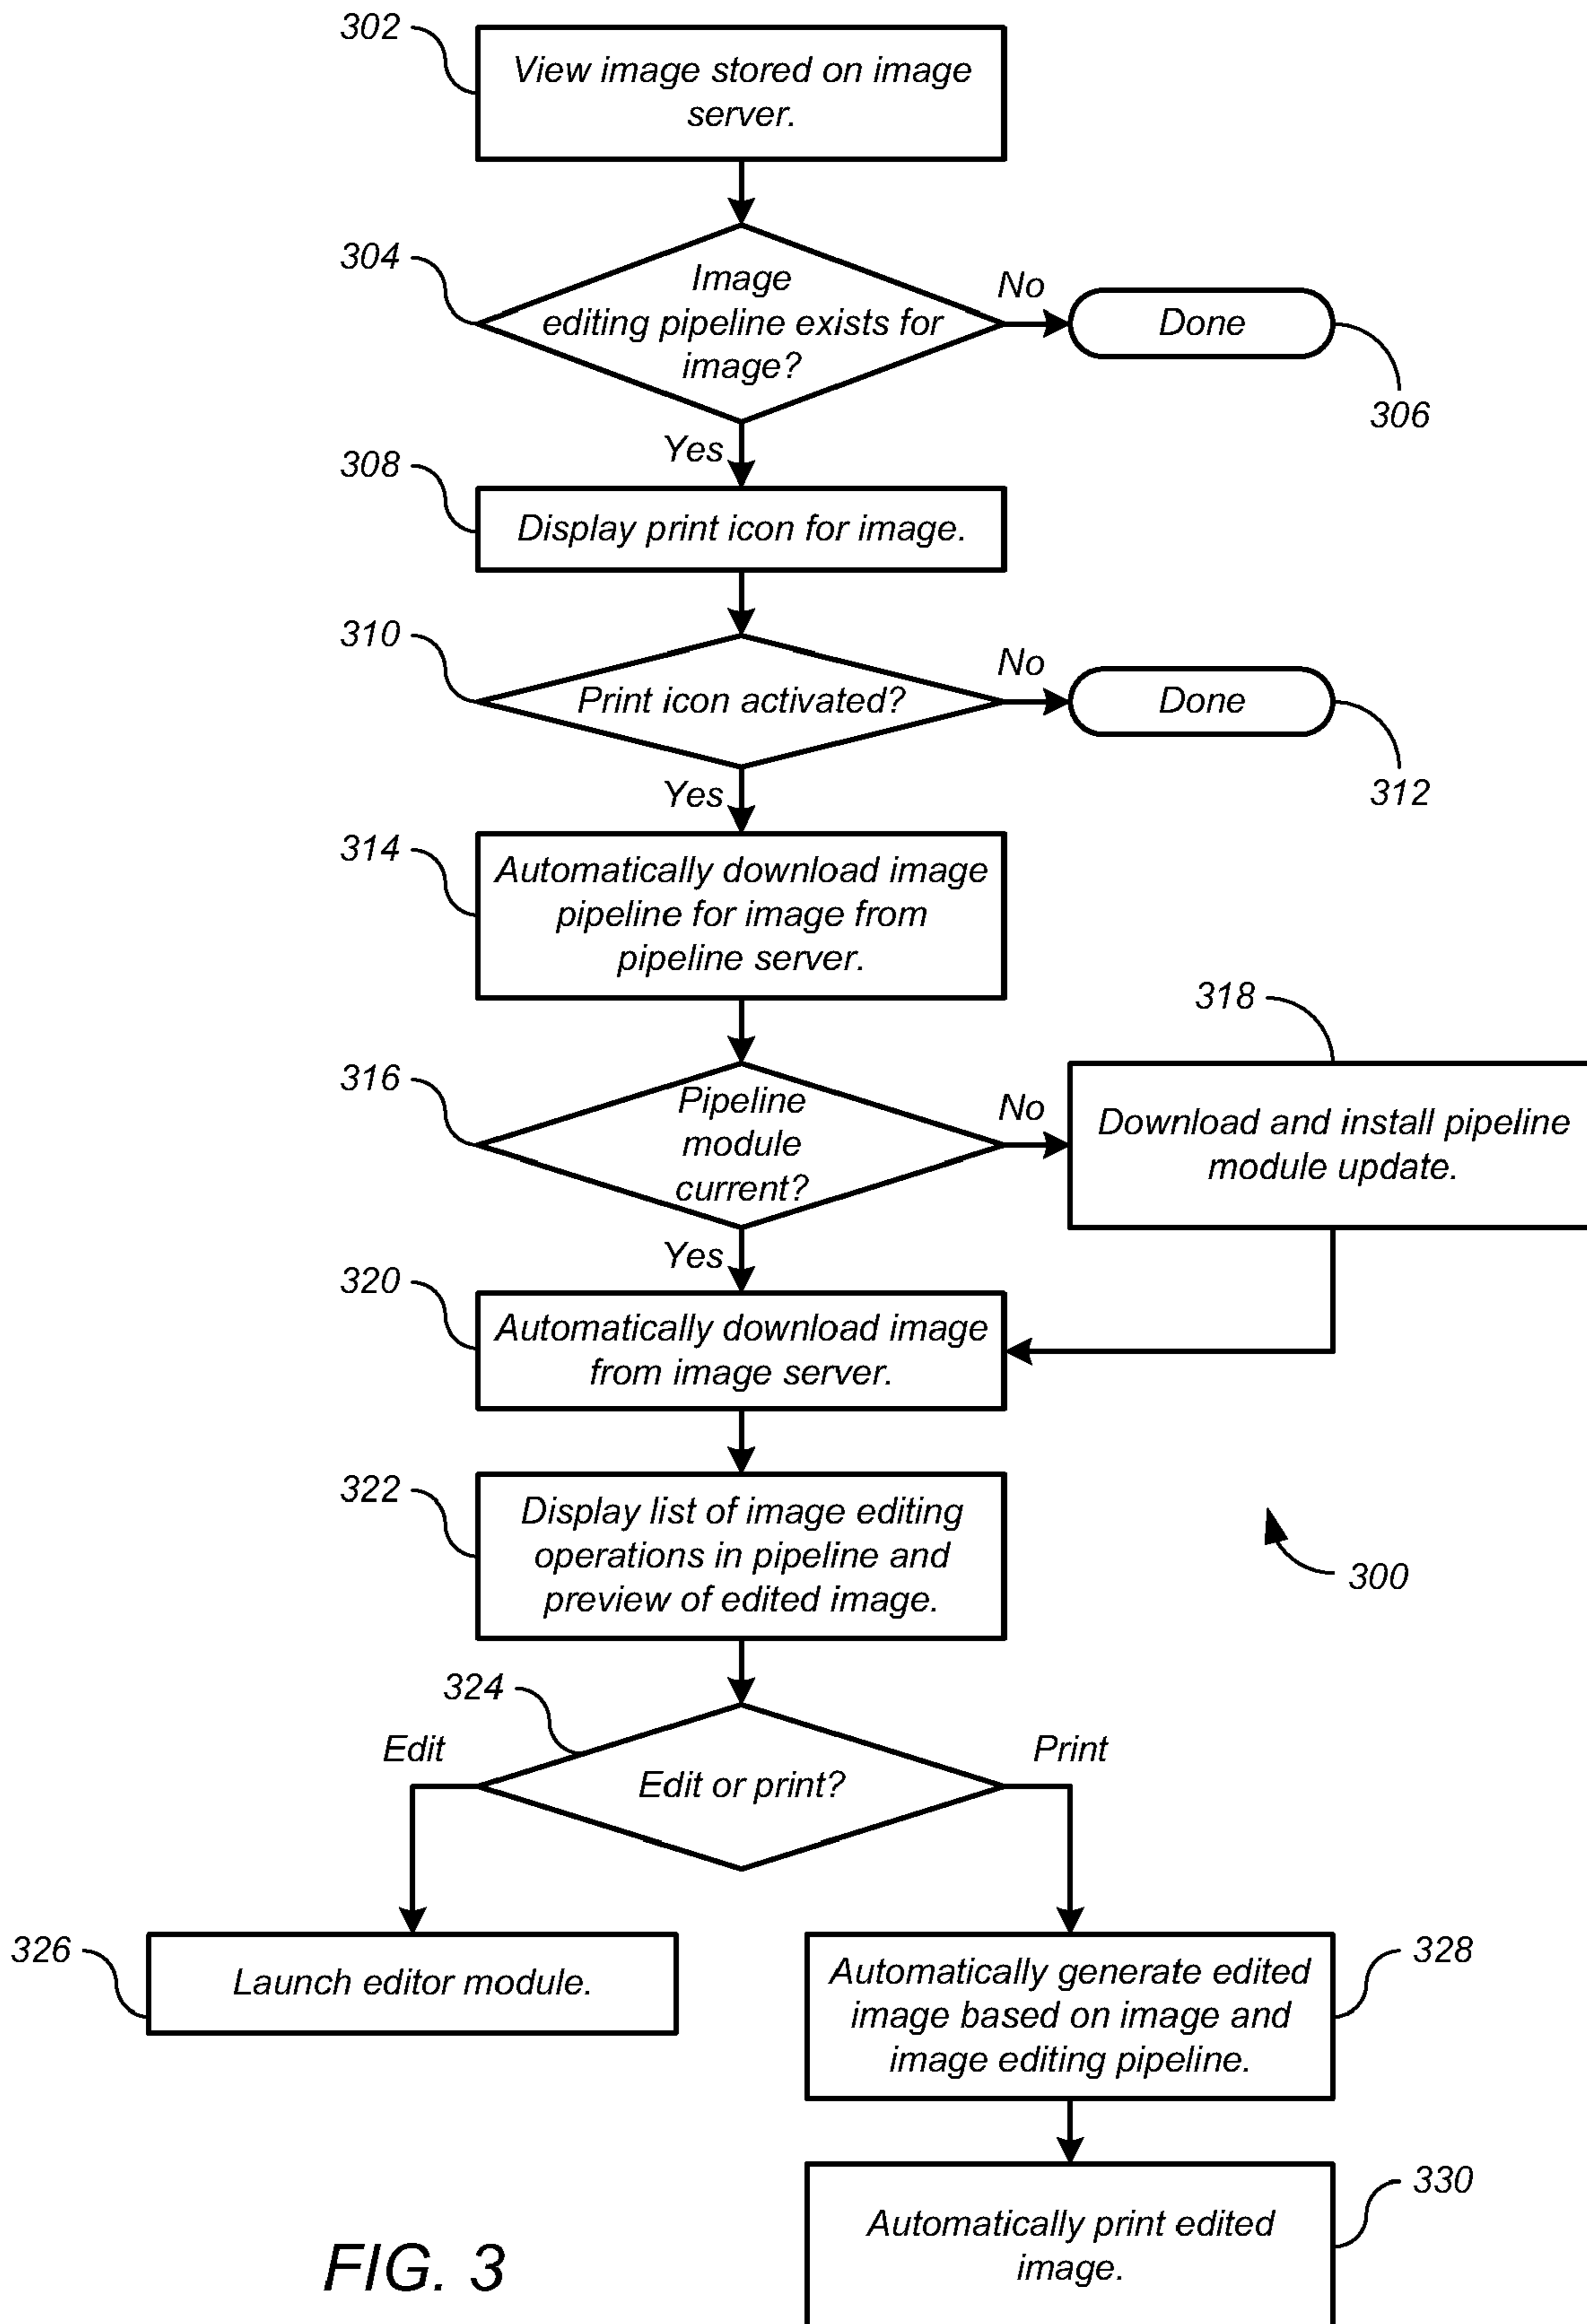 302
View image stored on image
server.
304
Image
editing pipeline exists for
image?
No
Done
306
Yes
308
Display print icon for image.
310
Print icon activated?
No
Done
312
Yes
314
Automatically download image
pipeline for image from
pipeline server.
316
Pipeline
module
current?
No
318
Download and install pipeline
module update.
Yes
320
Automatically download image
from image server.
322
Display list of image editing
operations in pipeline and
preview of edited image.
300
324
Edit
Edit or print?
Print
326
Launch editor module.
328
Automatically generate edited
image based on image and
image editing pipeline.
330
Automatically print edited
image.
FIG. 3